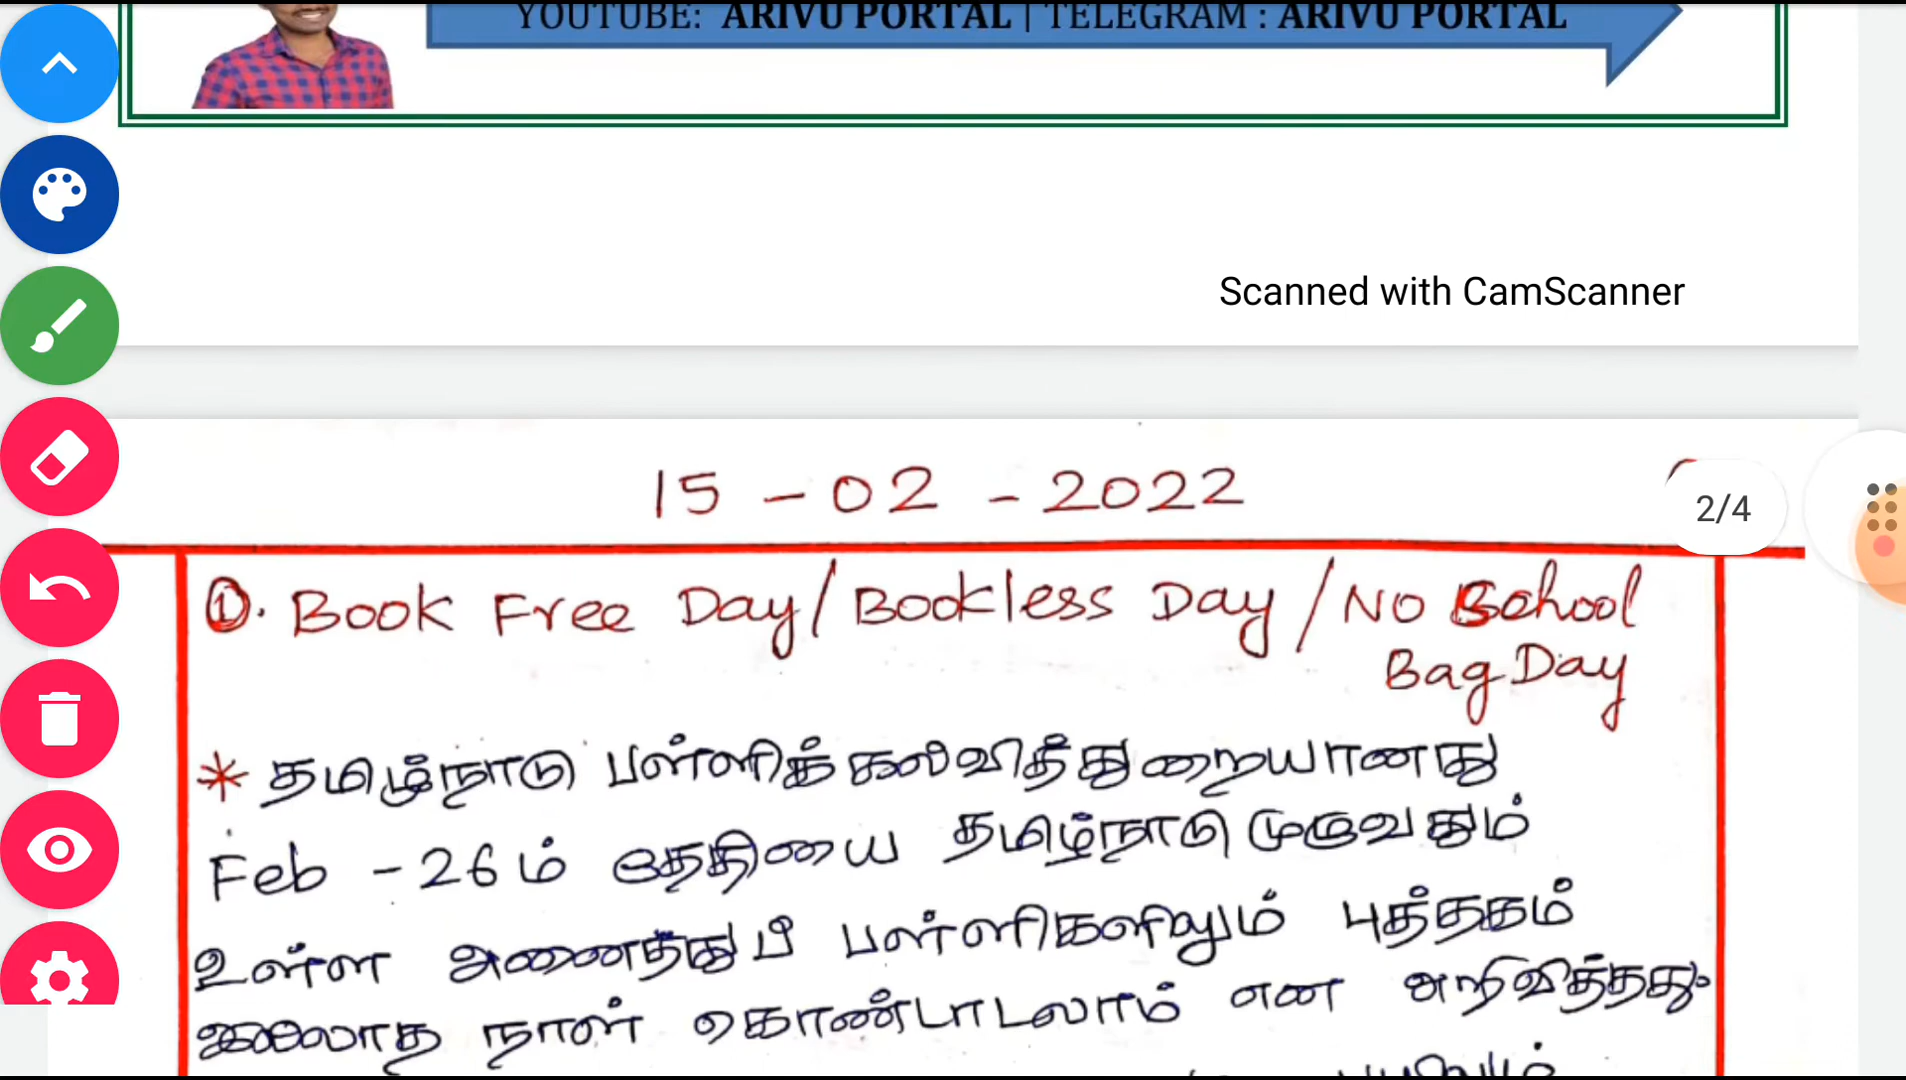 YOUTUBE: ARIVU PORTAL | TELEGRAM : ARIVU PORTAL
Scanned with CamScanner
15 - 02 - 2022
2/4
①. Book Free Day / Bookless Day / No School
Bag Day
* தமிழ்நாடு பள்ளிக்கல்வித்துறையானது
Feb - 26ம் தேதியை தமிழ்நாடு முருவதும்
உள்ள அனைத்துப் பள்ளிகளிலும் புத்தகம்
இல்லாத நாள் கொண்டாடலாம் என அறிவித்தது.